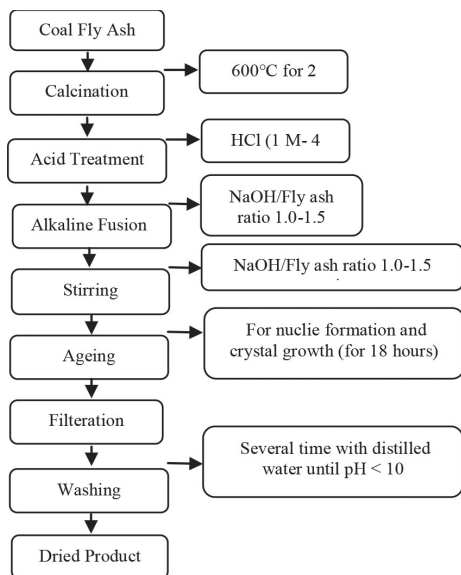 Coal Fly Ash
600°C for 2
Calcination
HCl (1 M- 4
Acid Treatment
NaOH/Fly ash
ratio 1.0-1.5
Alkaline Fusion
NaOH/Fly ash ratio 1.0-1.5
Stirring
For nuclie formation and
crystal growth (for 18 hours)
Ageing
Filteration
Several time with distilled
water until pH < 10
Washing
Dried Product